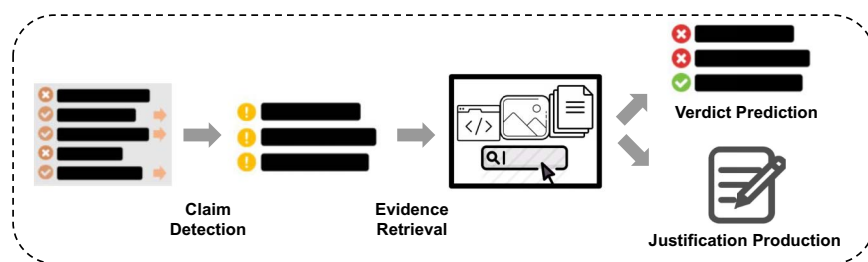 </>
Verdict Prediction
Claim
Detection
Evidence
Retrieval
Justification Production